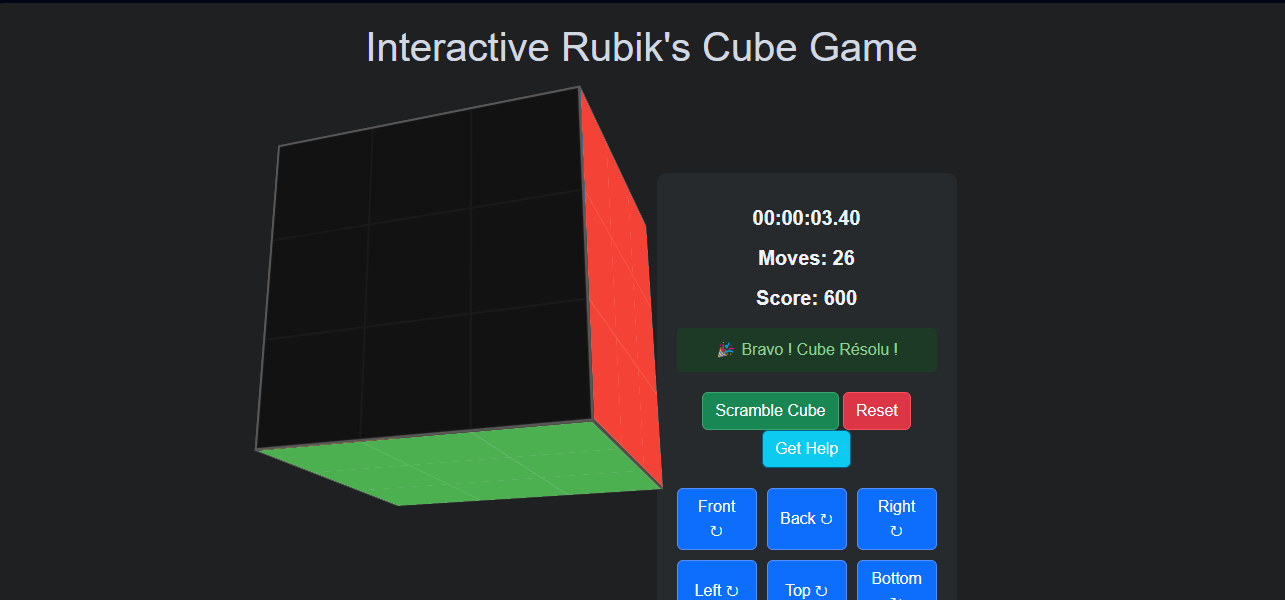 Interactive Rubik's Cube Game
00:00:03.40
Moves: 26
Score: 600
🎉 Bravo ! Cube Résolu !
Scramble Cube
Reset
Get Help
Front
↻
Back ↻
Right
↻
Left ↻
Top ↻
Bottom